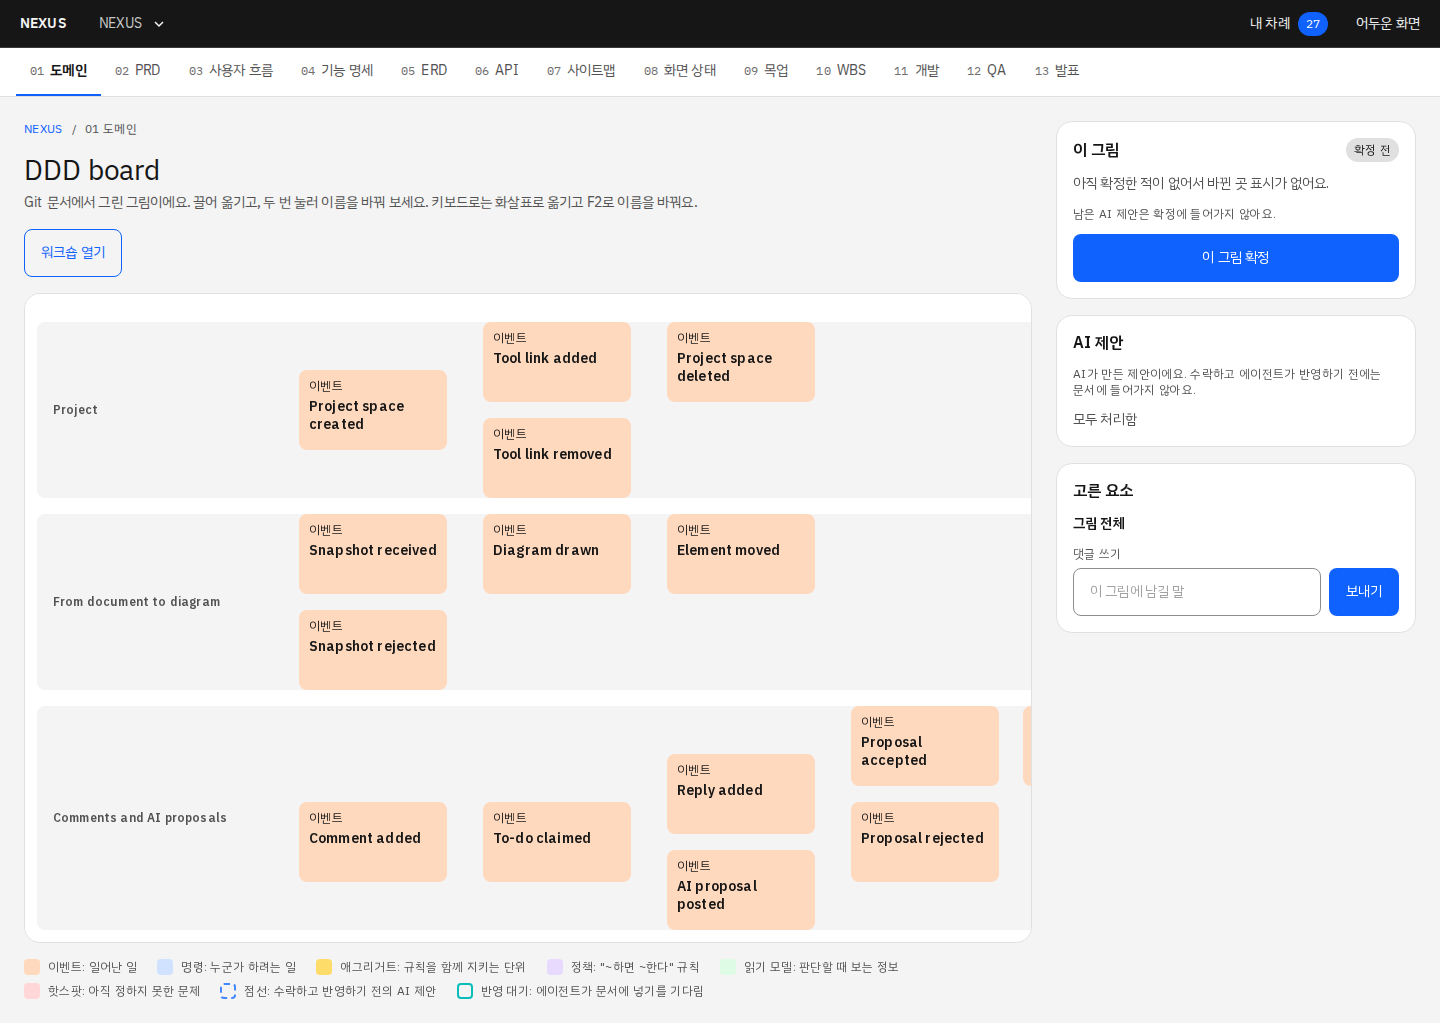 NEXUS NEXUS 내 차례 27 어두운 화면
01 도메인 02 PRD 03 사용자 흐름 04 기능 명세 05 ERD 06 API 07 사이트맵 08 화면 상태 09 목업 10 WBS 11 개발 12 QA 13 발표
NEXUS / 01 도메인
DDD board
Git 문서에서 그린 그림이에요. 끌어 옮기고, 두 번 눌러 이름을 바꿔 보세요. 키보드로는 화살표로 옮기고 F2로 이름을 바꿔요.
워크숍 열기
Project
이벤트
Project space
created
이벤트
Tool link added
이벤트
Tool link removed
이벤트
Project space
deleted
From document to diagram
이벤트
Snapshot received
이벤트
Snapshot rejected
이벤트
Diagram drawn
이벤트
Element moved
Comments and AI proposals
이벤트
Comment added
이벤트
To-do claimed
이벤트
Reply added
이벤트
AI proposal
posted
이벤트
Proposal
accepted
이벤트
Proposal rejected
이벤트: 일어난 일 명령: 누군가 하려는 일 애그리거트: 규칙을 함께 지키는 단위 정책: "~하면 ~한다" 규칙 읽기 모델: 판단할 때 보는 정보
핫스팟: 아직 정하지 못한 문제 점선: 수락하고 반영하기 전의 AI 제안 반영 대기: 에이전트가 문서에 넣기를 기다림
이 그림 확정 전
아직 확정한 적이 없어서 바뀐 곳 표시가 없어요.
남은 AI 제안은 확정에 들어가지 않아요.
이 그림 확정
AI 제안
AI가 만든 제안이에요. 수락하고 에이전트가 반영하기 전에는
문서에 들어가지 않아요.
모두 처리함
고른 요소
그림 전체
댓글 쓰기
이 그림에 남길 말 보내기